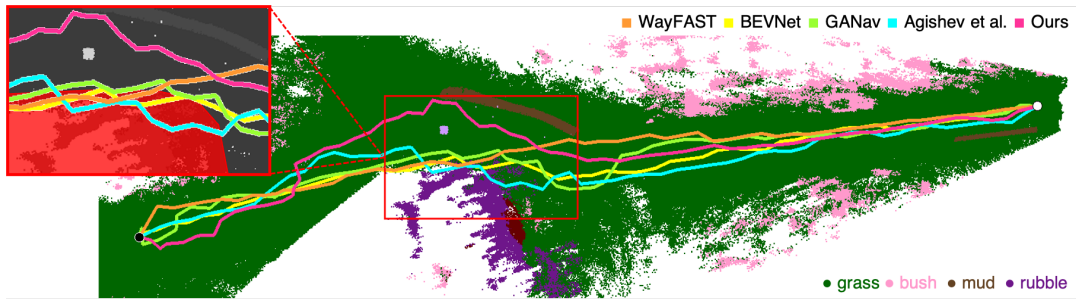 WayFAST BEVNet GANav Agishev et al. Ours
grass bush mud rubble